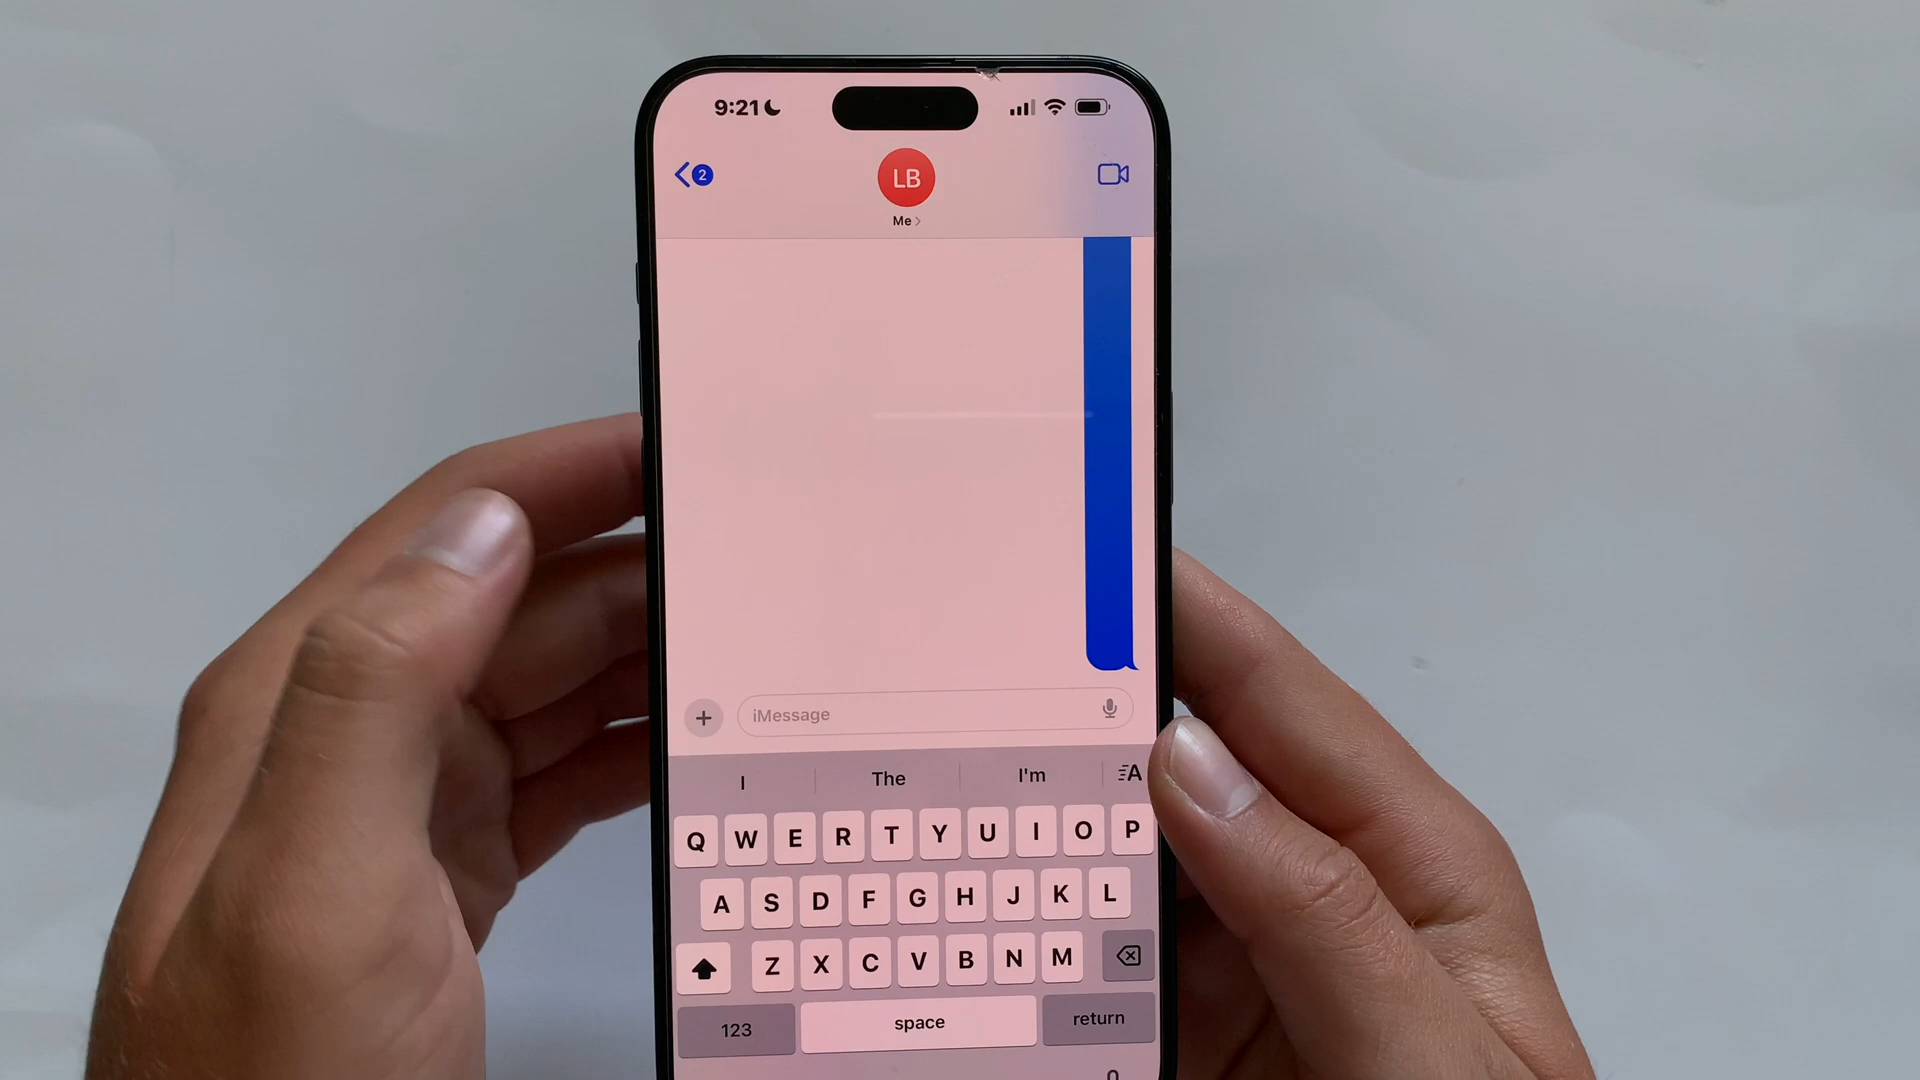 9:21
2
LB
Me
iMessage
I The I'm A
Q W E R T Y U I O P
A S D F G H J K L
Z X C V B N M
123 space return